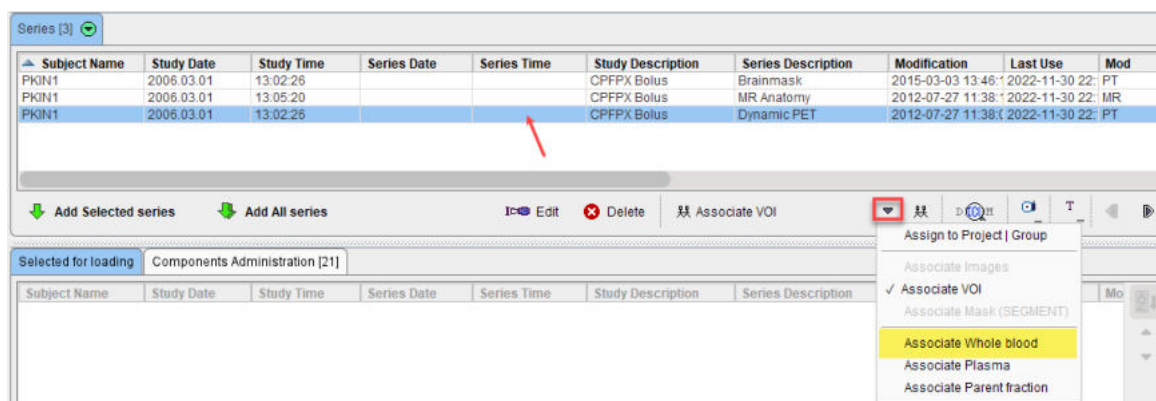 Series [3]
Subject Name Study Date Study Time Series Date Series Time Study Description Series Description Modification Last Use Mod
PKIN1 2006.03.01 13:02:26 CPFPX Bolus Brainmask 2015-03-03 13:46:1 2022-11-30 22: PT
PKIN1 2006.03.01 13:05:20 CPFPX Bolus MR Anatomy 2012-07-27 11:38:1 2022-11-30 22: MR
PKIN1 2006.03.01 13:02:26 CPFPX Bolus Dynamic PET 2012-07-27 11:38:0 2022-11-30 22: PT
Add Selected series Add All series Edit Delete Associate VOI T
Assign to Project | Group
Selected for loading Components Administration [21]
Associate Images
Subject Name Study Date Study Time Series Date Series Time Study Description Series Description Mo
✓ Associate VOI
Associate Mask (SEGMENT)
Associate Whole blood
Associate Plasma
Associate Parent fraction